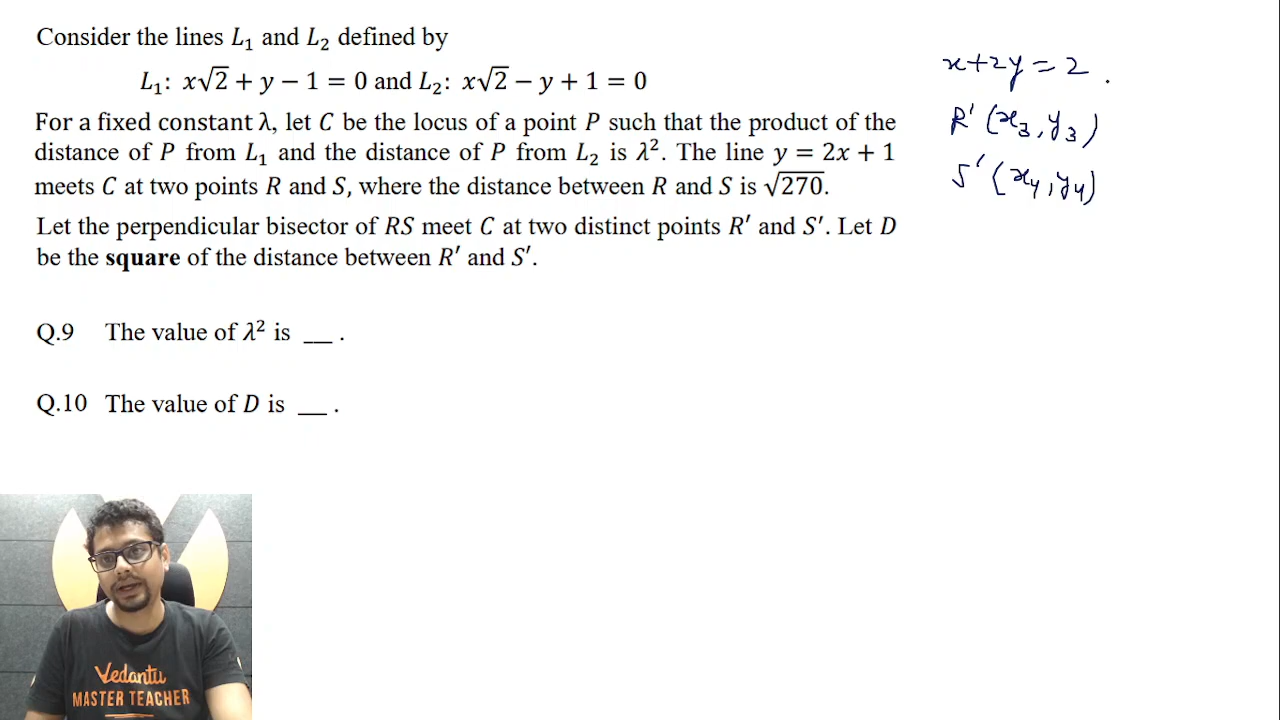 Consider the lines L₁ and L₂ defined by
L₁: x√2 + y − 1 = 0 and L₂: x√2 − y + 1 = 0
For a fixed constant λ, let C be the locus of a point P such that the product of the
distance of P from L₁ and the distance of P from L₂ is λ². The line y = 2x + 1
meets C at two points R and S, where the distance between R and S is √270.
Let the perpendicular bisector of RS meet C at two distinct points R′ and S′. Let D
be the square of the distance between R′ and S′.
Q.9 The value of λ² is __ .
Q.10 The value of D is __ .
x+2y = 2 .
R' (x₃, y₃)
S' (x₄, y₄)
Vedantu
MASTER TEACHER